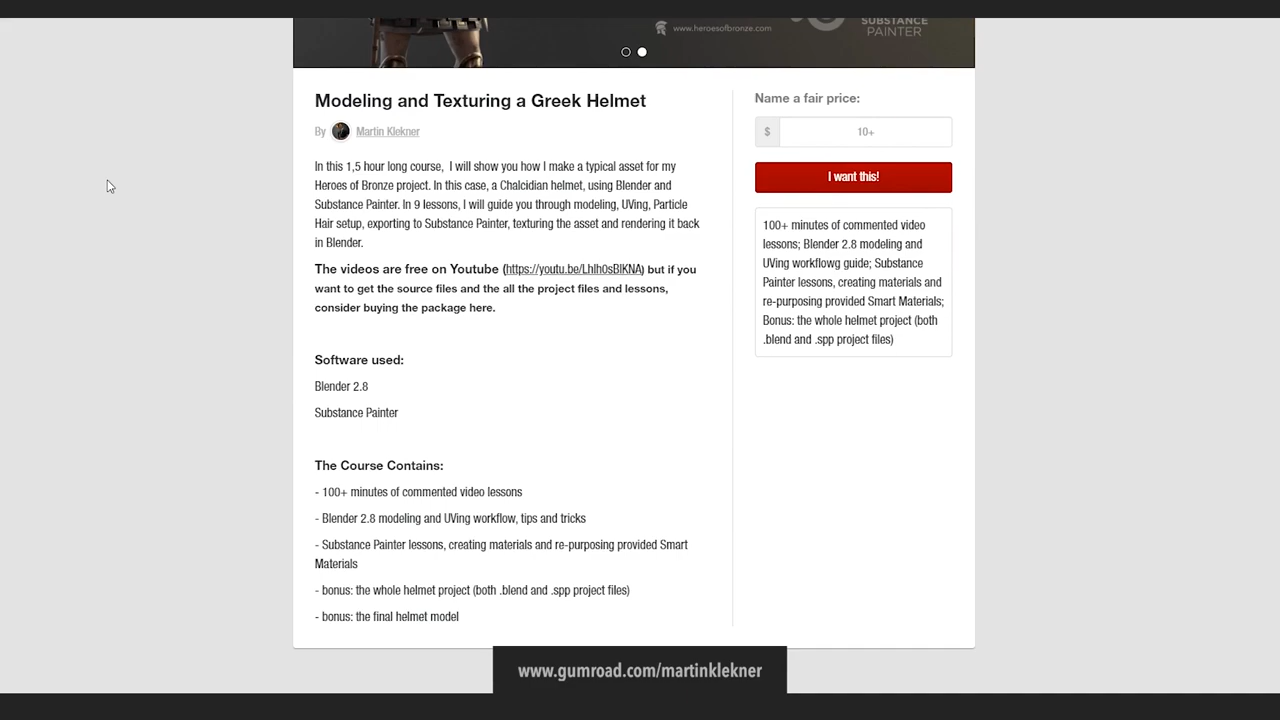 www.heroesofbronze.com
SUBSTANCE
PAINTER
Modeling and Texturing a Greek Helmet
By Martin Klekner
In this 1,5 hour long course, I will show you how I make a typical asset for my
Heroes of Bronze project. In this case, a Chalcidian helmet, using Blender and
Substance Painter. In 9 lessons, I will guide you through modeling, UVing, Particle
Hair setup, exporting to Substance Painter, texturing the asset and rendering it back
in Blender.
The videos are free on Youtube (https://youtu.be/LhIh0sBlKNA) but if you
want to get the source files and the all the project files and lessons,
consider buying the package here.
Software used:
Blender 2.8
Substance Painter
The Course Contains:
- 100+ minutes of commented video lessons
- Blender 2.8 modeling and UVing workflow, tips and tricks
- Substance Painter lessons, creating materials and re-purposing provided Smart
Materials
- bonus: the whole helmet project (both .blend and .spp project files)
- bonus: the final helmet model
Name a fair price:
$ 10+
I want this!
100+ minutes of commented video
lessons; Blender 2.8 modeling and
UVing workflowg guide; Substance
Painter lessons, creating materials and
re-purposing provided Smart Materials;
Bonus: the whole helmet project (both
.blend and .spp project files)
www.gumroad.com/martinklekner